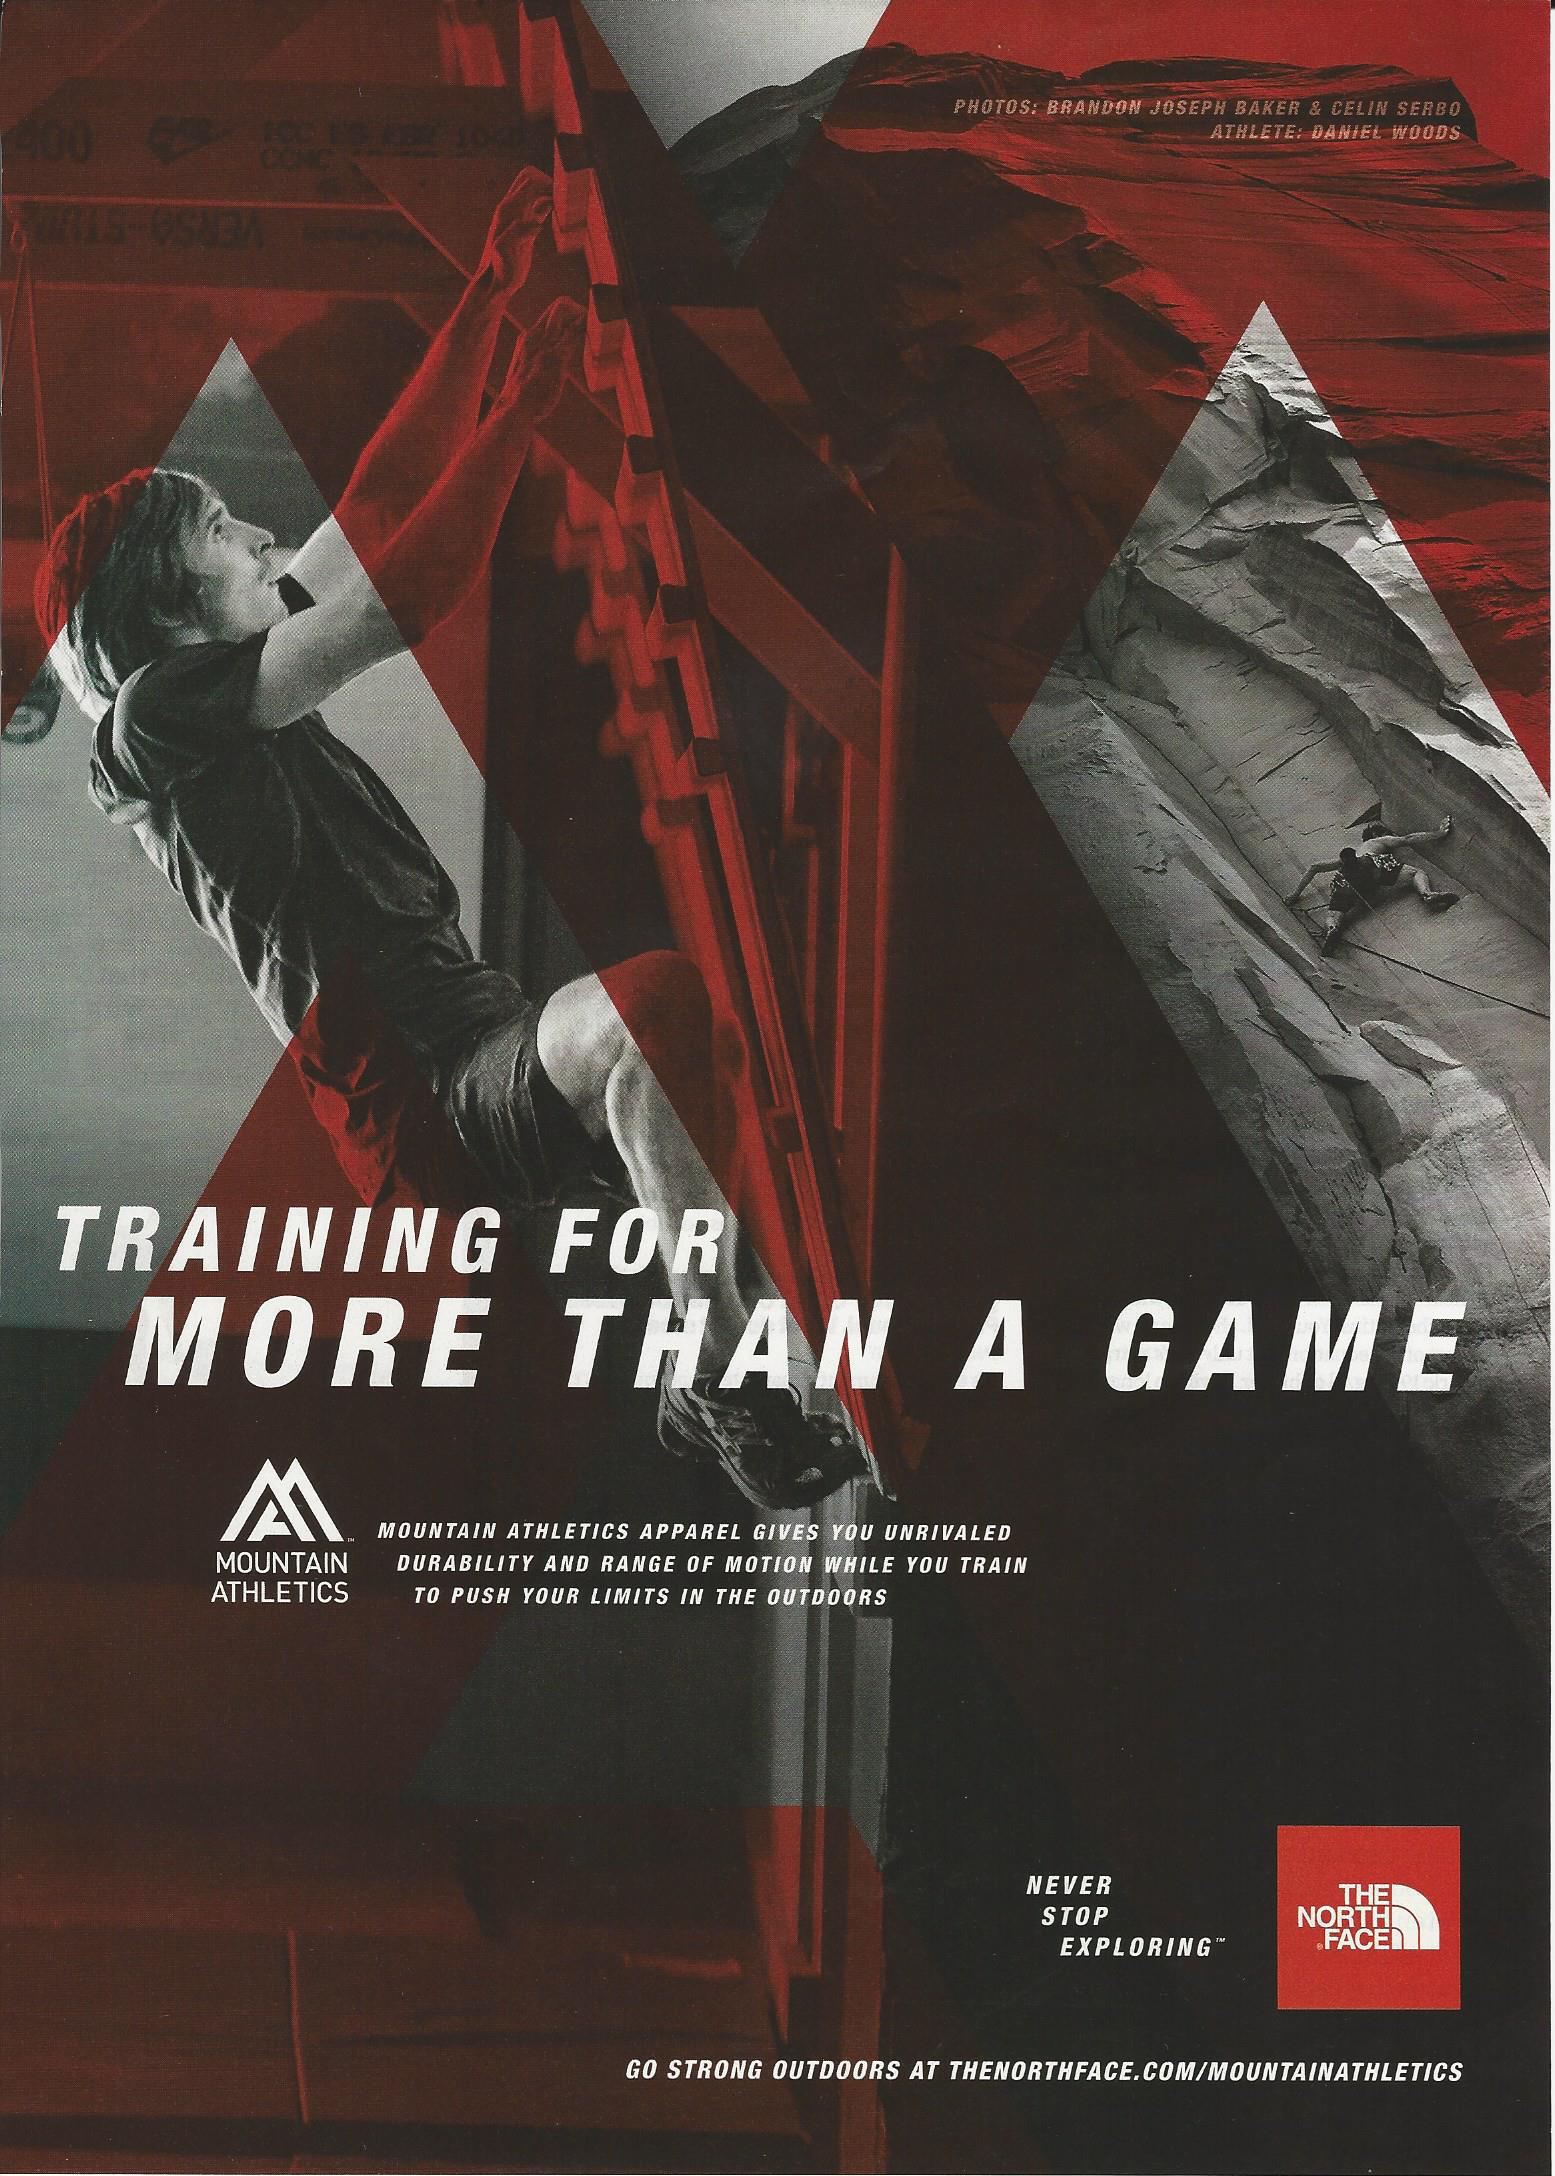 PHOTOS: BRANDON JOSEPH BAKER & CELIN SERBO
ATHLETE: DANIEL WOODS
TRAINING FOR
MORE THAN A GAME
MOUNTAIN
ATHLETICS
MOUNTAIN ATHLETICS APPAREL GIVES YOU UNRIVALED
DURABILITY AND RANGE OF MOTION WHILE YOU TRAIN
TO PUSH YOUR LIMITS IN THE OUTDOORS
NEVER
STOP
EXPLORING™
THE
NORTH
FACE
GO STRONG OUTDOORS AT THENORTHFACE.COM/MOUNTAINATHLETICS